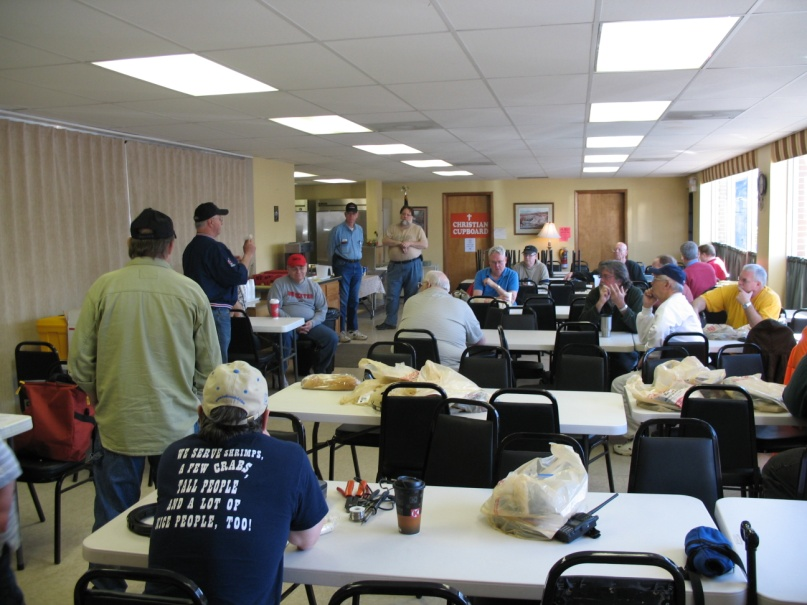 CHRISTIAN
CUPBOARD
WE SERVE SHRIMPS,
A FEW CRABS,
TALL PEOPLE
AND A LOT OF
NICE PEOPLE, TOO!